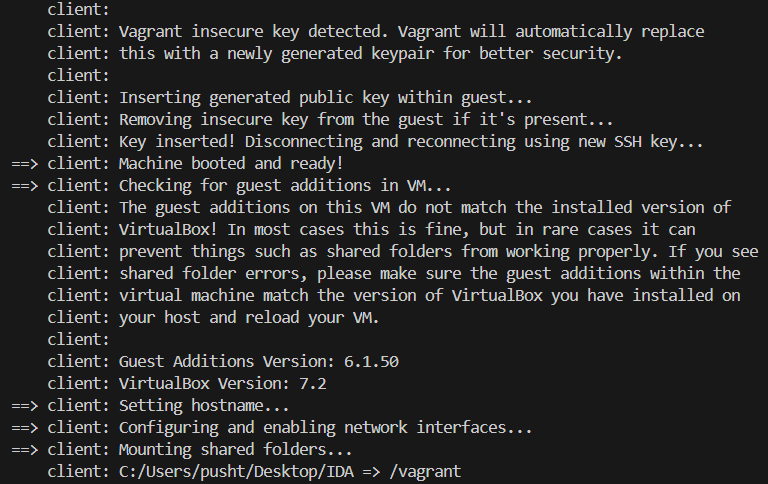 client:
client: Vagrant insecure key detected. Vagrant will automatically replace
client: this with a newly generated keypair for better security.
client:
client: Inserting generated public key within guest...
client: Removing insecure key from the guest if it's present...
client: Key inserted! Disconnecting and reconnecting using new SSH key...
==> client: Machine booted and ready!
==> client: Checking for guest additions in VM...
client: The guest additions on this VM do not match the installed version of
client: VirtualBox! In most cases this is fine, but in rare cases it can
client: prevent things such as shared folders from working properly. If you see
client: shared folder errors, please make sure the guest additions within the
client: virtual machine match the version of VirtualBox you have installed on
client: your host and reload your VM.
client:
client: Guest Additions Version: 6.1.50
client: VirtualBox Version: 7.2
==> client: Setting hostname...
==> client: Configuring and enabling network interfaces...
==> client: Mounting shared folders...
client: C:/Users/pusht/Desktop/IDA => /vagrant